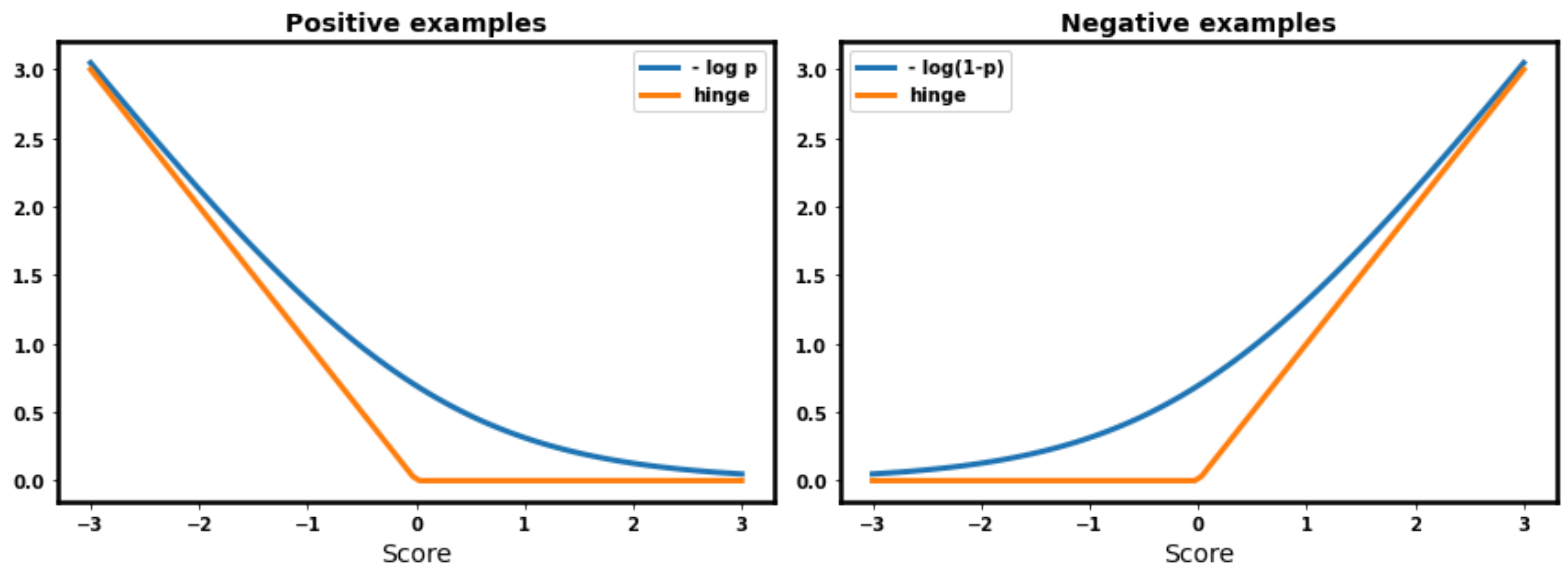 Positive examples
- log p
hinge
3.0
2.5
2.0
1.5
1.0
0.5
0.0
−3 −2 −1 0 1 2 3
Score
Negative examples
- log(1-p)
hinge
3.0
2.5
2.0
1.5
1.0
0.5
0.0
−3 −2 −1 0 1 2 3
Score